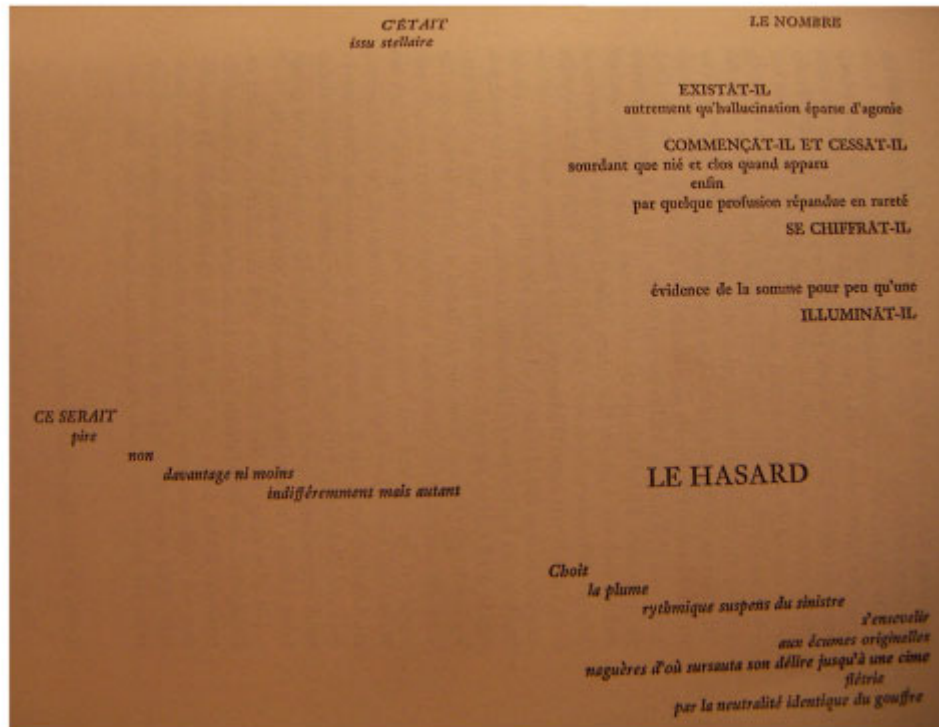 C'ÉTAIT
issu stellaire
LE NOMBRE
EXISTÂT-IL
autrement qu'hallucination éparse d'agonie
COMMENÇÂT-IL ET CESSÂT-IL
sourdant que nié et clos quand apparu
enfin
par quelque profusion répandue en rareté
SE CHIFFRÂT-IL
évidence de la somme pour peu qu'une
ILLUMINÂT-IL
CE SERAIT
pire
non
davantage ni moins
indifféremment mais autant
LE HASARD
Choit
la plume
rythmique suspens du sinistre
s'ensevelir
aux écumes originelles
naguères d'où sursauta son délire jusqu'à une cime
flétrie
par la neutralité identique du gouffre